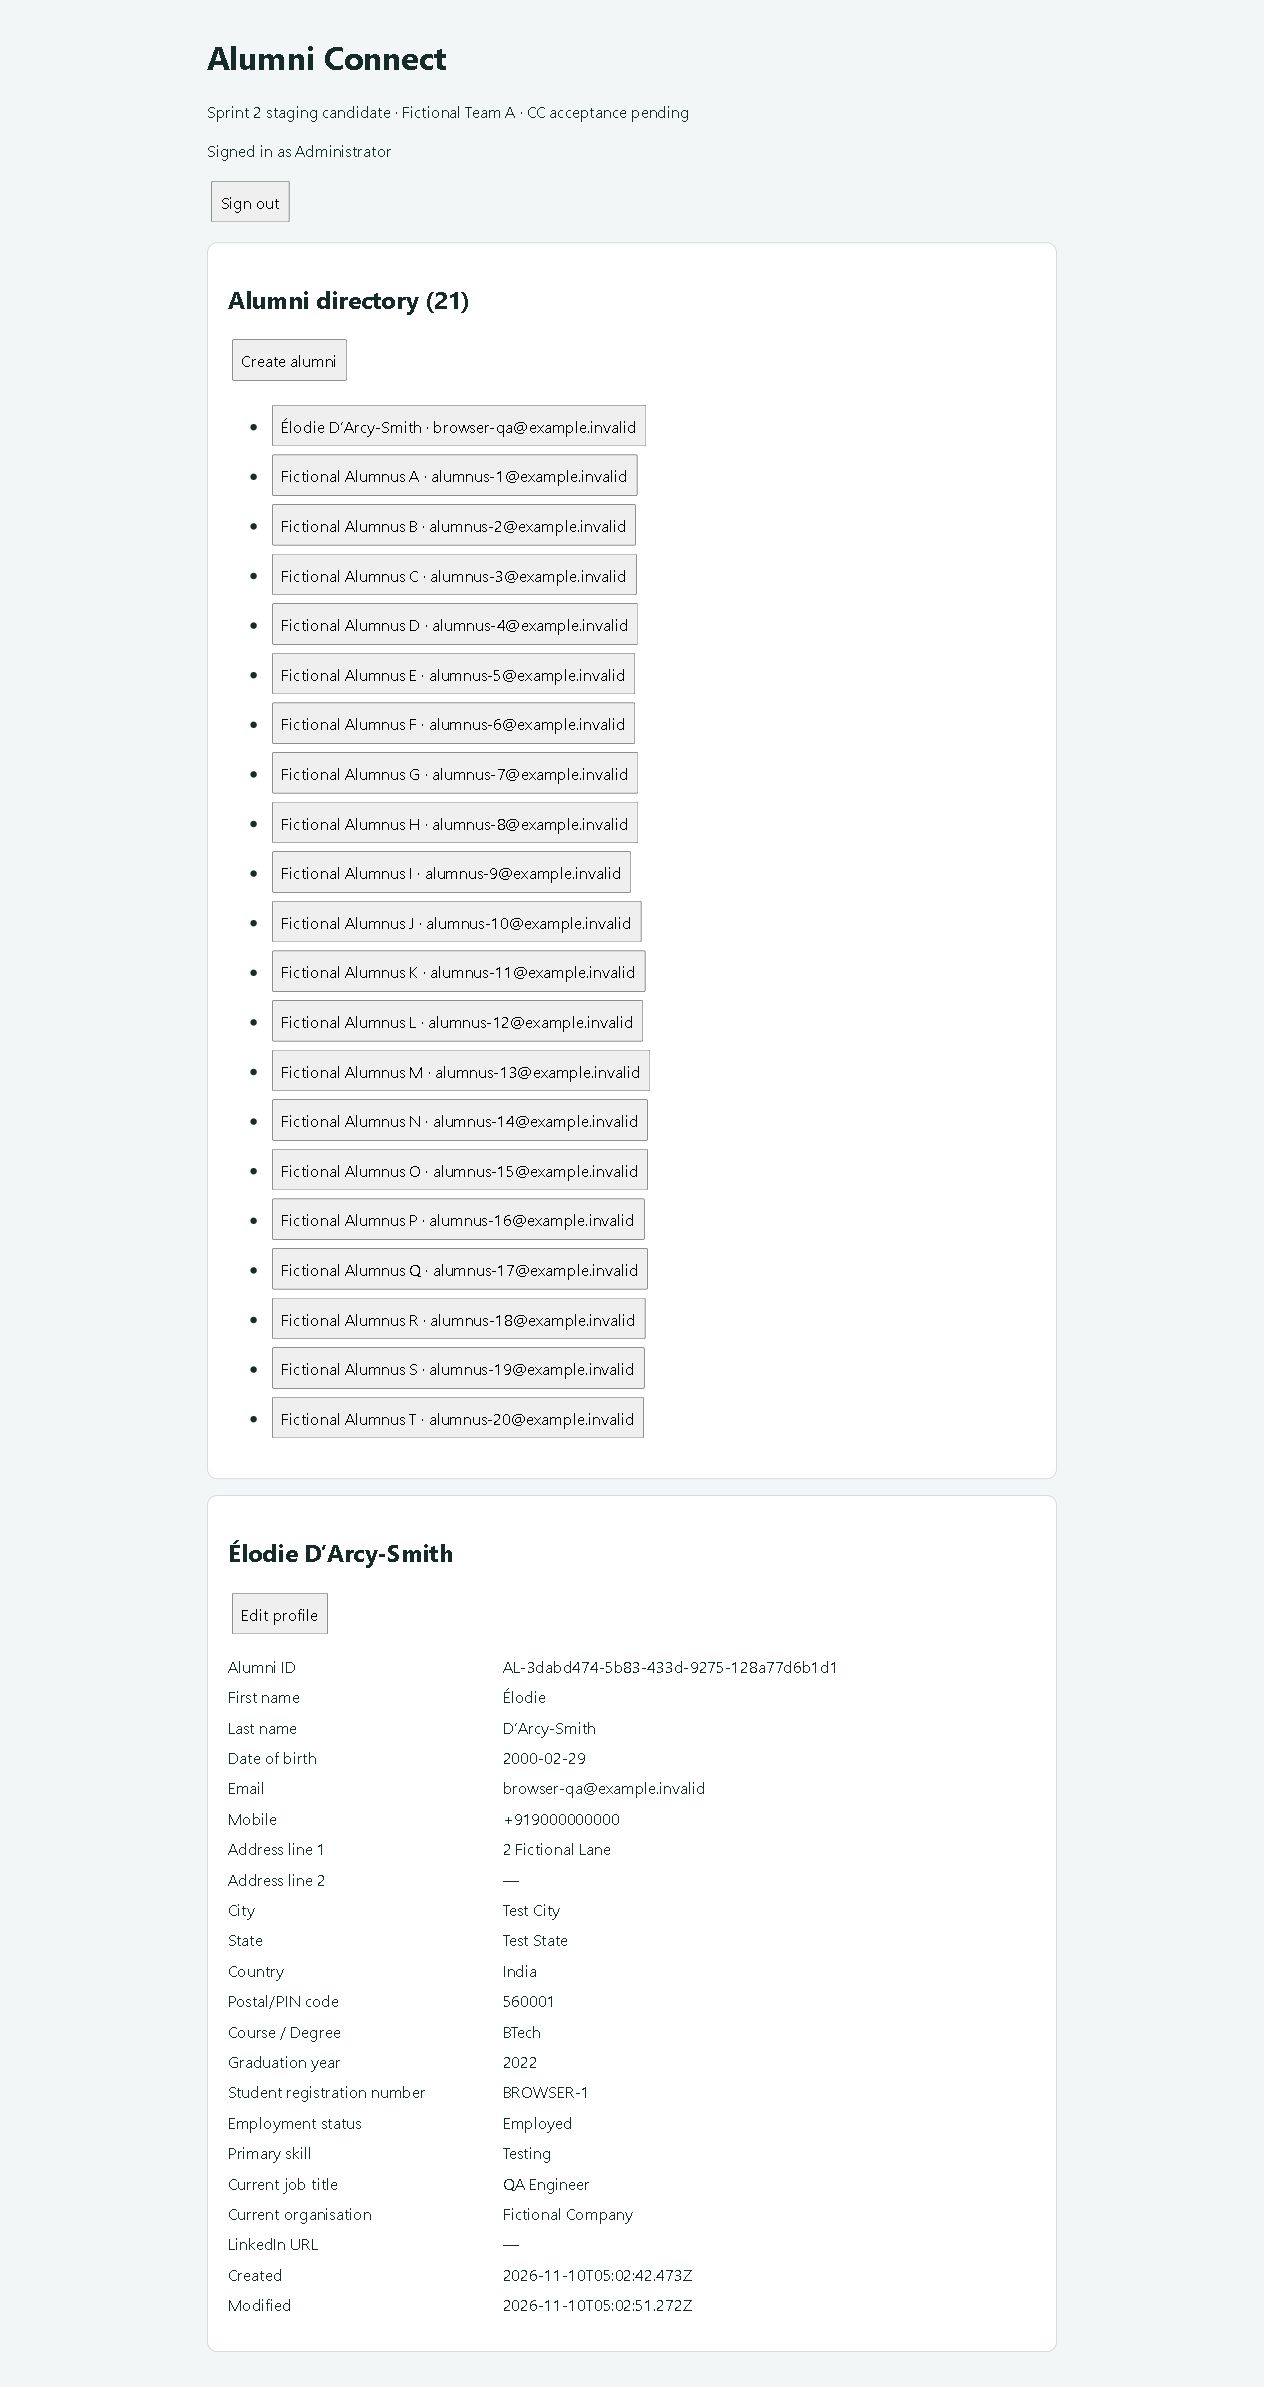 Alumni Connect
Sprint 2 staging candidate · Fictional Team A · CC acceptance pending
Signed in as Administrator
Sign out
Alumni directory (21)
Create alumni
• Élodie D’Arcy-Smith · browser-qa@example.invalid
• Fictional Alumnus A · alumnus-1@example.invalid
• Fictional Alumnus B · alumnus-2@example.invalid
• Fictional Alumnus C · alumnus-3@example.invalid
• Fictional Alumnus D · alumnus-4@example.invalid
• Fictional Alumnus E · alumnus-5@example.invalid
• Fictional Alumnus F · alumnus-6@example.invalid
• Fictional Alumnus G · alumnus-7@example.invalid
• Fictional Alumnus H · alumnus-8@example.invalid
• Fictional Alumnus I · alumnus-9@example.invalid
• Fictional Alumnus J · alumnus-10@example.invalid
• Fictional Alumnus K · alumnus-11@example.invalid
• Fictional Alumnus L · alumnus-12@example.invalid
• Fictional Alumnus M · alumnus-13@example.invalid
• Fictional Alumnus N · alumnus-14@example.invalid
• Fictional Alumnus O · alumnus-15@example.invalid
• Fictional Alumnus P · alumnus-16@example.invalid
• Fictional Alumnus Q · alumnus-17@example.invalid
• Fictional Alumnus R · alumnus-18@example.invalid
• Fictional Alumnus S · alumnus-19@example.invalid
• Fictional Alumnus T · alumnus-20@example.invalid
Élodie D’Arcy-Smith
Edit profile
Alumni ID AL-3dabd474-5b83-433d-9275-128a77d6b1d1
First name Élodie
Last name D’Arcy-Smith
Date of birth 2000-02-29
Email browser-qa@example.invalid
Mobile +919000000000
Address line 1 2 Fictional Lane
Address line 2 —
City Test City
State Test State
Country India
Postal/PIN code 560001
Course / Degree BTech
Graduation year 2022
Student registration number BROWSER-1
Employment status Employed
Primary skill Testing
Current job title QA Engineer
Current organisation Fictional Company
LinkedIn URL —
Created 2026-11-10T05:02:42.473Z
Modified 2026-11-10T05:02:51.272Z